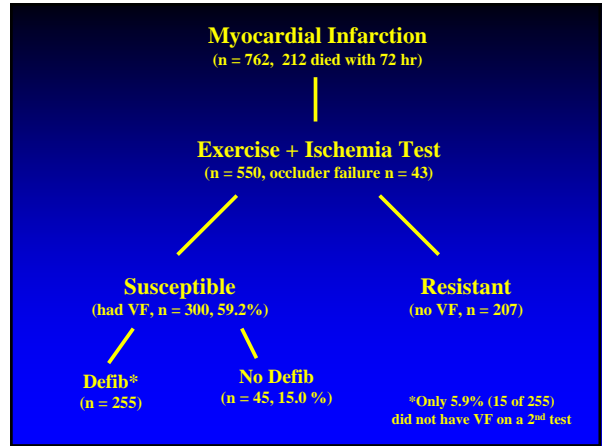 Myocardial Infarction
(n = 762, 212 died with 72 hr)
Exercise + Ischemia Test
(n = 550, occluder failure n = 43)
Susceptible
(had VF, n = 300, 59.2%)
Resistant
(no VF, n = 207)
Defib*
(n = 255)
No Defib
(n = 45, 15.0 %)
*Only 5.9% (15 of 255)
did not have VF on a 2nd test